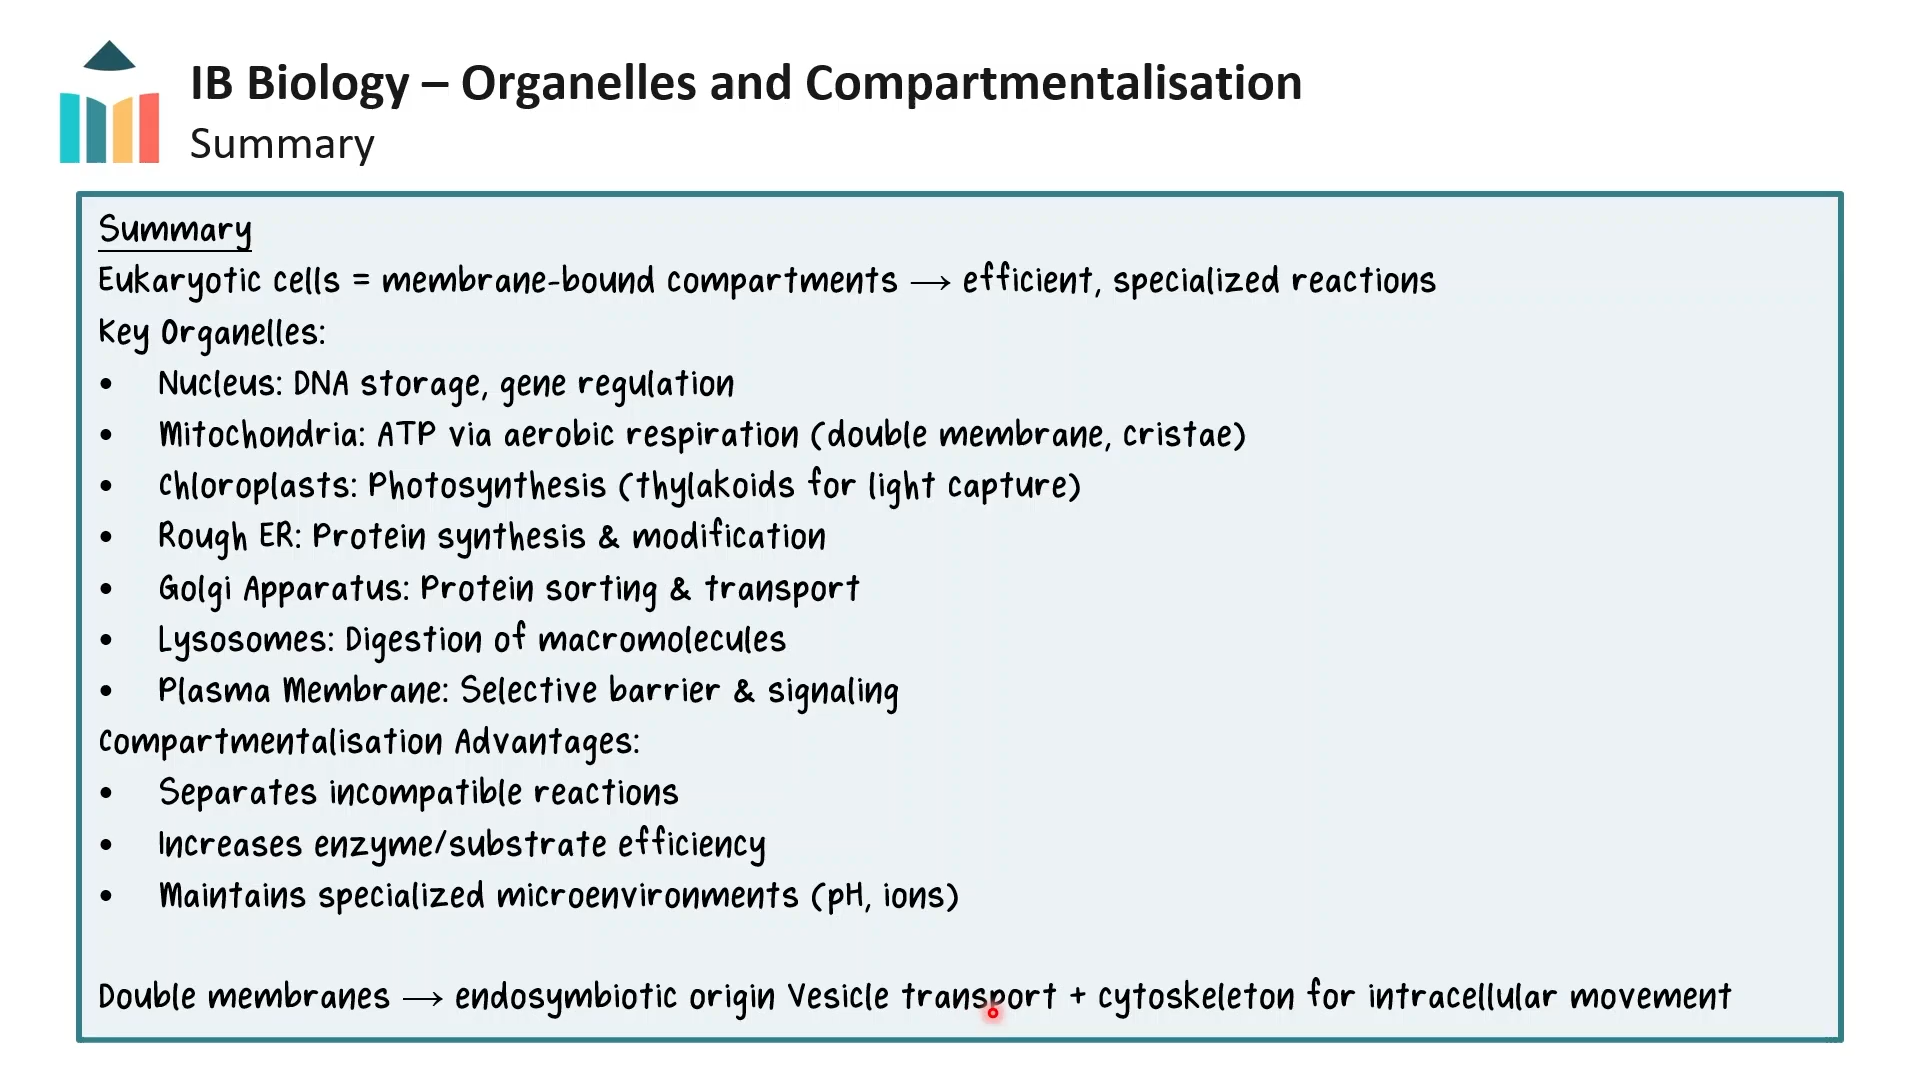 IB Biology – Organelles and Compartmentalisation
Summary
Summary
Eukaryotic cells = membrane-bound compartments → efficient, specialized reactions
Key Organelles:
• Nucleus: DNA storage, gene regulation
• Mitochondria: ATP via aerobic respiration (double membrane, cristae)
• Chloroplasts: Photosynthesis (thylakoids for light capture)
• Rough ER: Protein synthesis & modification
• Golgi Apparatus: Protein sorting & transport
• Lysosomes: Digestion of macromolecules
• Plasma Membrane: Selective barrier & signaling
Compartmentalisation Advantages:
• Separates incompatible reactions
• Increases enzyme/substrate efficiency
• Maintains specialized microenvironments (pH, ions)
Double membranes → endosymbiotic origin Vesicle transport + cytoskeleton for intracellular movement